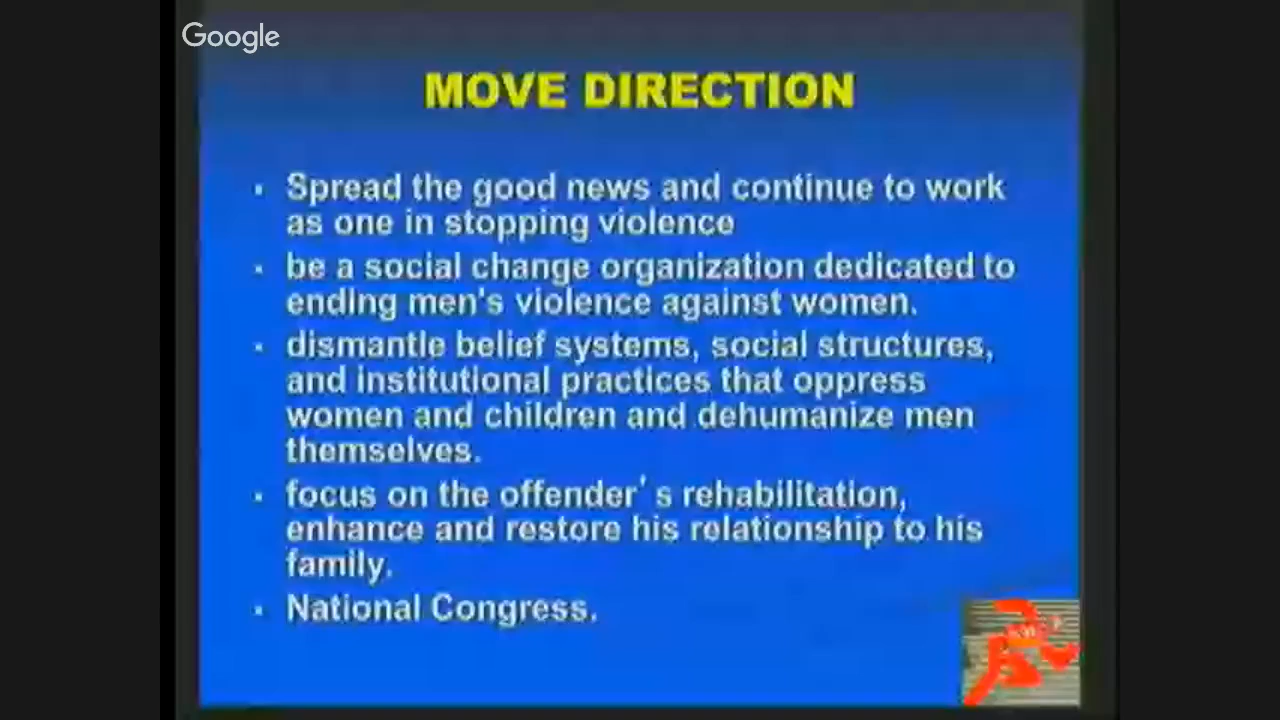 Google
MOVE DIRECTION
• Spread the good news and continue to work
as one in stopping violence
• be a social change organization dedicated to
ending men's violence against women.
• dismantle belief systems, social structures,
and institutional practices that oppress
women and children and dehumanize men
themselves.
• focus on the offender's rehabilitation,
enhance and restore his relationship to his
family.
• National Congress.